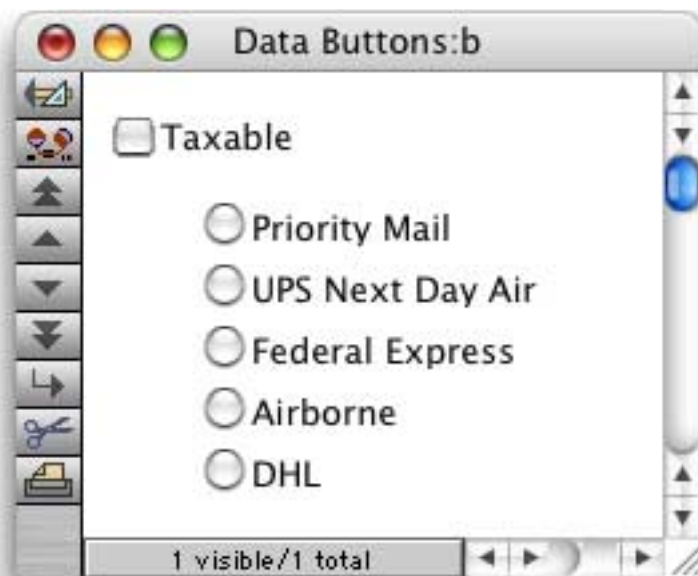 Data Buttons:b
Taxable
Priority Mail
UPS Next Day Air
Federal Express
Airborne
DHL
1 visible/1 total